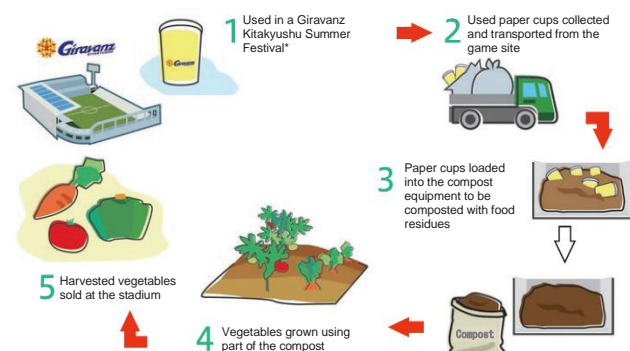 Giravanz
Giravanz
1 Used in a Giravanz
Kitakyushu Summer
Festival*
2 Used paper cups collected
and transported from the
game site
3 Paper cups loaded
into the compost
equipment to be
composted with food
residues
Compost
4 Vegetables grown using
part of the compost
5 Harvested vegetables
sold at the stadium